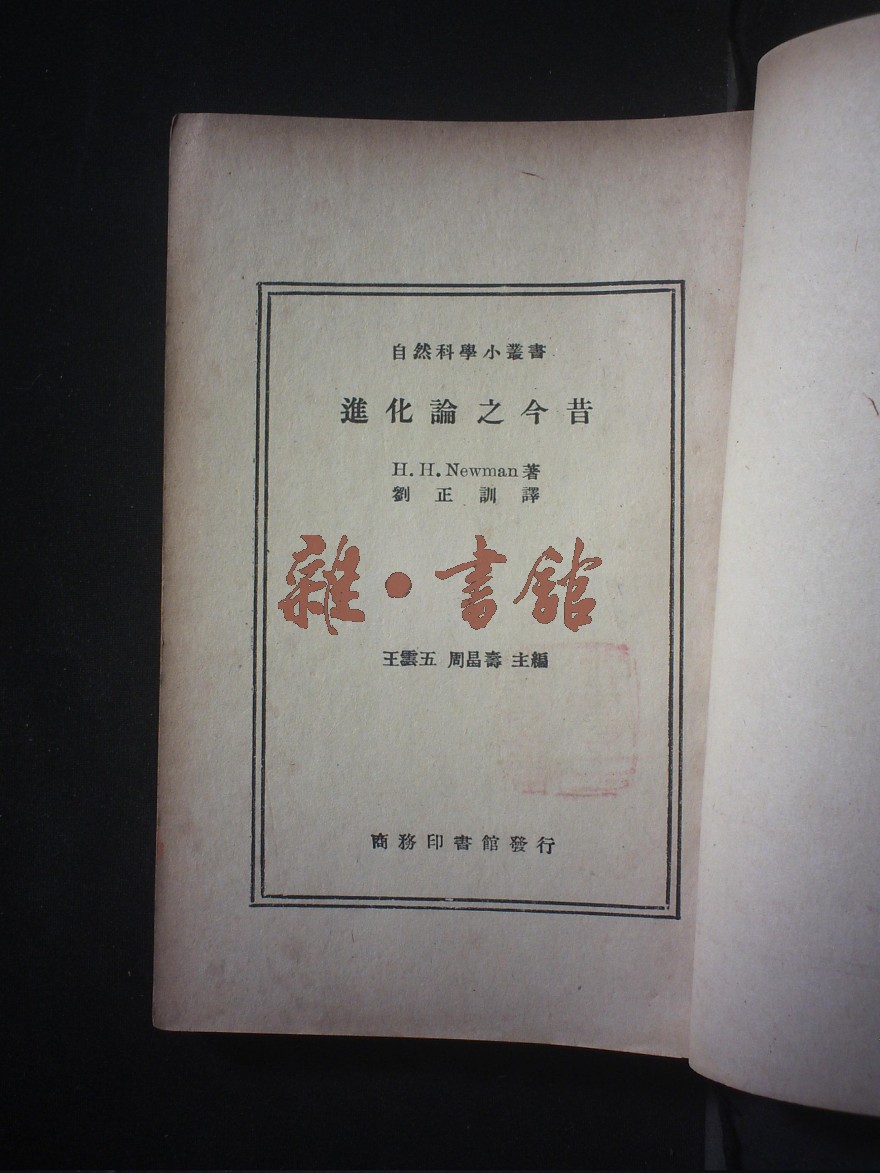 自然科學小叢書
進化論之今昔
H. H. Newman 著
劉正訓譯
雜·書館
王雲五 周昌壽 主編
商務印書館發行